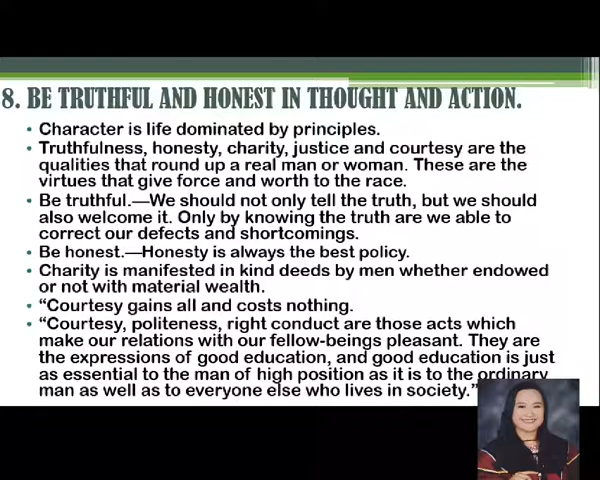 8. BE TRUTHFUL AND HONEST IN THOUGHT AND ACTION.
• Character is life dominated by principles.
• Truthfulness, honesty, charity, justice and courtesy are the
qualities that round up a real man or woman. These are the
virtues that give force and worth to the race.
• Be truthful.—We should not only tell the truth, but we should
also welcome it. Only by knowing the truth are we able to
correct our defects and shortcomings.
• Be honest.—Honesty is always the best policy.
• Charity is manifested in kind deeds by men whether endowed
or not with material wealth.
• “Courtesy gains all and costs nothing.
• “Courtesy, politeness, right conduct are those acts which
make our relations with our fellow-beings pleasant. They are
the expressions of good education, and good education is just
as essential to the man of high position as it is to the ordinary
man as well as to everyone else who lives in society.”